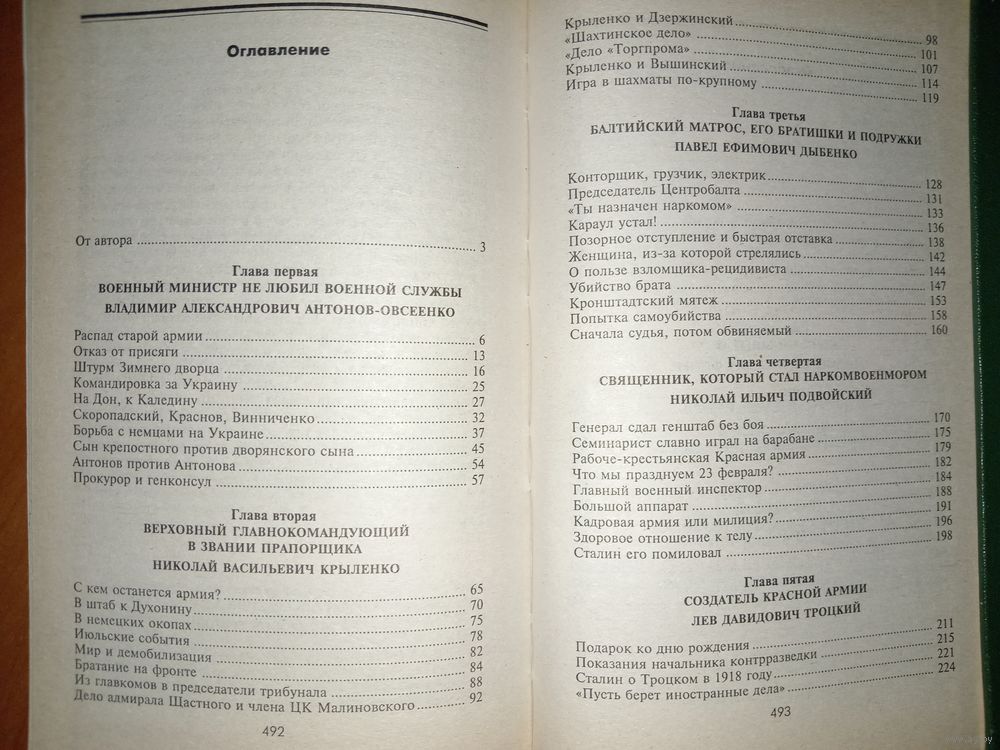 Оглавление
От автора ........ 3
Глава первая
ВОЕННЫЙ МИНИСТР НЕ ЛЮБИЛ ВОЕННОЙ СЛУЖБЫ
ВЛАДИМИР АЛЕКСАНДРОВИЧ АНТОНОВ-ОВСЕЕНКО
Распад старой армии ........ 6
Отказ от присяги ........ 13
Штурм Зимнего дворца ........ 16
Командировка за Украину ........ 25
На Дон, к Каледину ........ 27
Скоропадский, Краснов, Винниченко ........ 32
Борьба с немцами на Украине ........ 37
Сын крепостного против дворянского сына ........ 45
Антонов против Антонова ........ 54
Прокурор и генконсул ........ 57
Глава вторая
ВЕРХОВНЫЙ ГЛАВНОКОМАНДУЮЩИЙ
В ЗВАНИИ ПРАПОРЩИКА
НИКОЛАЙ ВАСИЛЬЕВИЧ КРЫЛЕНКО
С кем останется армия? ........ 65
В штаб к Духонину ........ 70
В немецких окопах ........ 75
Июльские события ........ 78
Мир и демобилизация ........ 82
Братание на фронте ........ 84
Из главкомов в председатели трибунала ........ 88
Дело адмирала Щастного и члена ЦК Малиновского ........ 92
492
Крыленко и Дзержинский ........ 98
«Шахтинское дело» ........ 101
«Дело «Торгпрома» ........ 107
Крыленко и Вышинский ........ 114
Игра в шахматы по-крупному ........ 119
Глава третья
БАЛТИЙСКИЙ МАТРОС, ЕГО БРАТИШКИ И ПОДРУЖКИ
ПАВЕЛ ЕФИМОВИЧ ДЫБЕНКО
Конторщик, грузчик, электрик ........ 128
Председатель Центробалта ........ 131
«Ты назначен наркомом» ........ 133
Караул устал! ........ 136
Позорное отступление и быстрая отставка ........ 138
Женщина, из-за которой стрелялись ........ 142
О пользе взломщика-рецидивиста ........ 144
Убийство брата ........ 147
Кронштадтский мятеж ........ 153
Попытка самоубийства ........ 158
Сначала судья, потом обвиняемый ........ 160
Глава четвертая
СВЯЩЕННИК, КОТОРЫЙ СТАЛ НАРКОМВОЕНМОРОМ
НИКОЛАЙ ИЛЬИЧ ПОДВОЙСКИЙ
Генерал сдал генштаб без боя ........ 170
Семинарист славно играл на барабане ........ 175
Рабоче-крестьянская Красная армия ........ 179
Что мы празднуем 23 февраля? ........ 182
Главный военный инспектор ........ 184
Большой аппарат ........ 188
Кадровая армия или милиция? ........ 191
Здоровое отношение к телу ........ 196
Сталин его помиловал ........ 198
Глава пятая
СОЗДАТЕЛЬ КРАСНОЙ АРМИИ
ЛЕВ ДАВИДОВИЧ ТРОЦКИЙ
Подарок ко дню рождения ........ 211
Показания начальника контрразведки ........ 215
Сталин о Троцком в 1918 году ........ 221
«Пусть берет иностранные дела» ........ 224
493